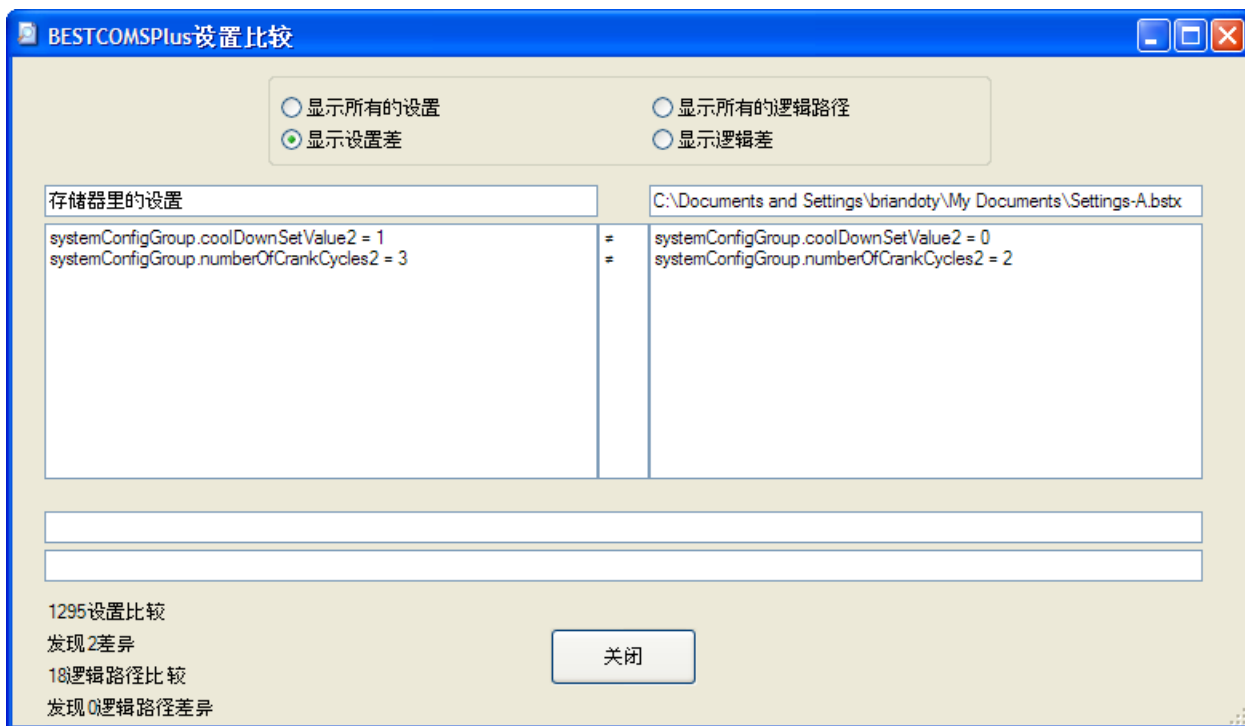 BESTCOMSPlus设置比较
显示所有的设置
显示所有的逻辑路径
显示设置差
显示逻辑差
存储器里的设置
C:\Documents and Settings\briandoty\My Documents\Settings-A.bstx
systemConfigGroup.coolDownSetValue2 = 1
≠
systemConfigGroup.coolDownSetValue2 = 0
systemConfigGroup.numberOfCrankCycles2 = 3
≠
systemConfigGroup.numberOfCrankCycles2 = 2
1295设置比较
发现2差异
18逻辑路径比较
发现0逻辑路径差异
关闭